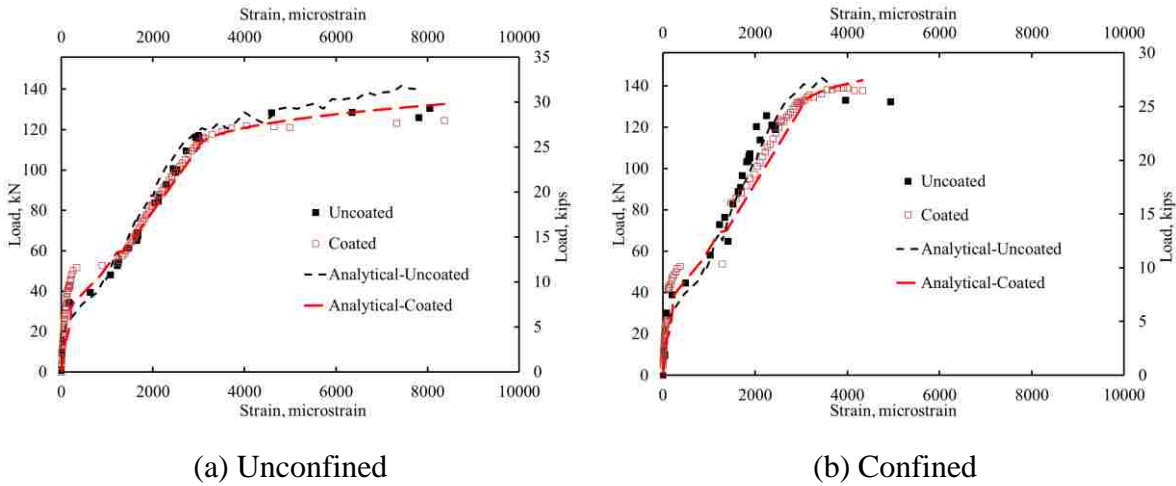 Strain, microstrain
0 2000 4000 6000 8000 10000
Load, kN
140
120
100
80
60
40
20
0
35
30
25
20
15
10
5
0
Load, kips
Uncoated
Coated
Analytical-Uncoated
Analytical-Coated
0 2000 4000 6000 8000 10000
Strain, microstrain
(a) Unconfined
Strain, microstrain
0 2000 4000 6000 8000 10000
Load, kN
140
120
100
80
60
40
20
0
30
25
20
15
10
5
0
Load, kips
Uncoated
Coated
Analytical-Uncoated
Analytical-Coated
0 2000 4000 6000 8000 10000
Strain, microstrain
(b) Confined